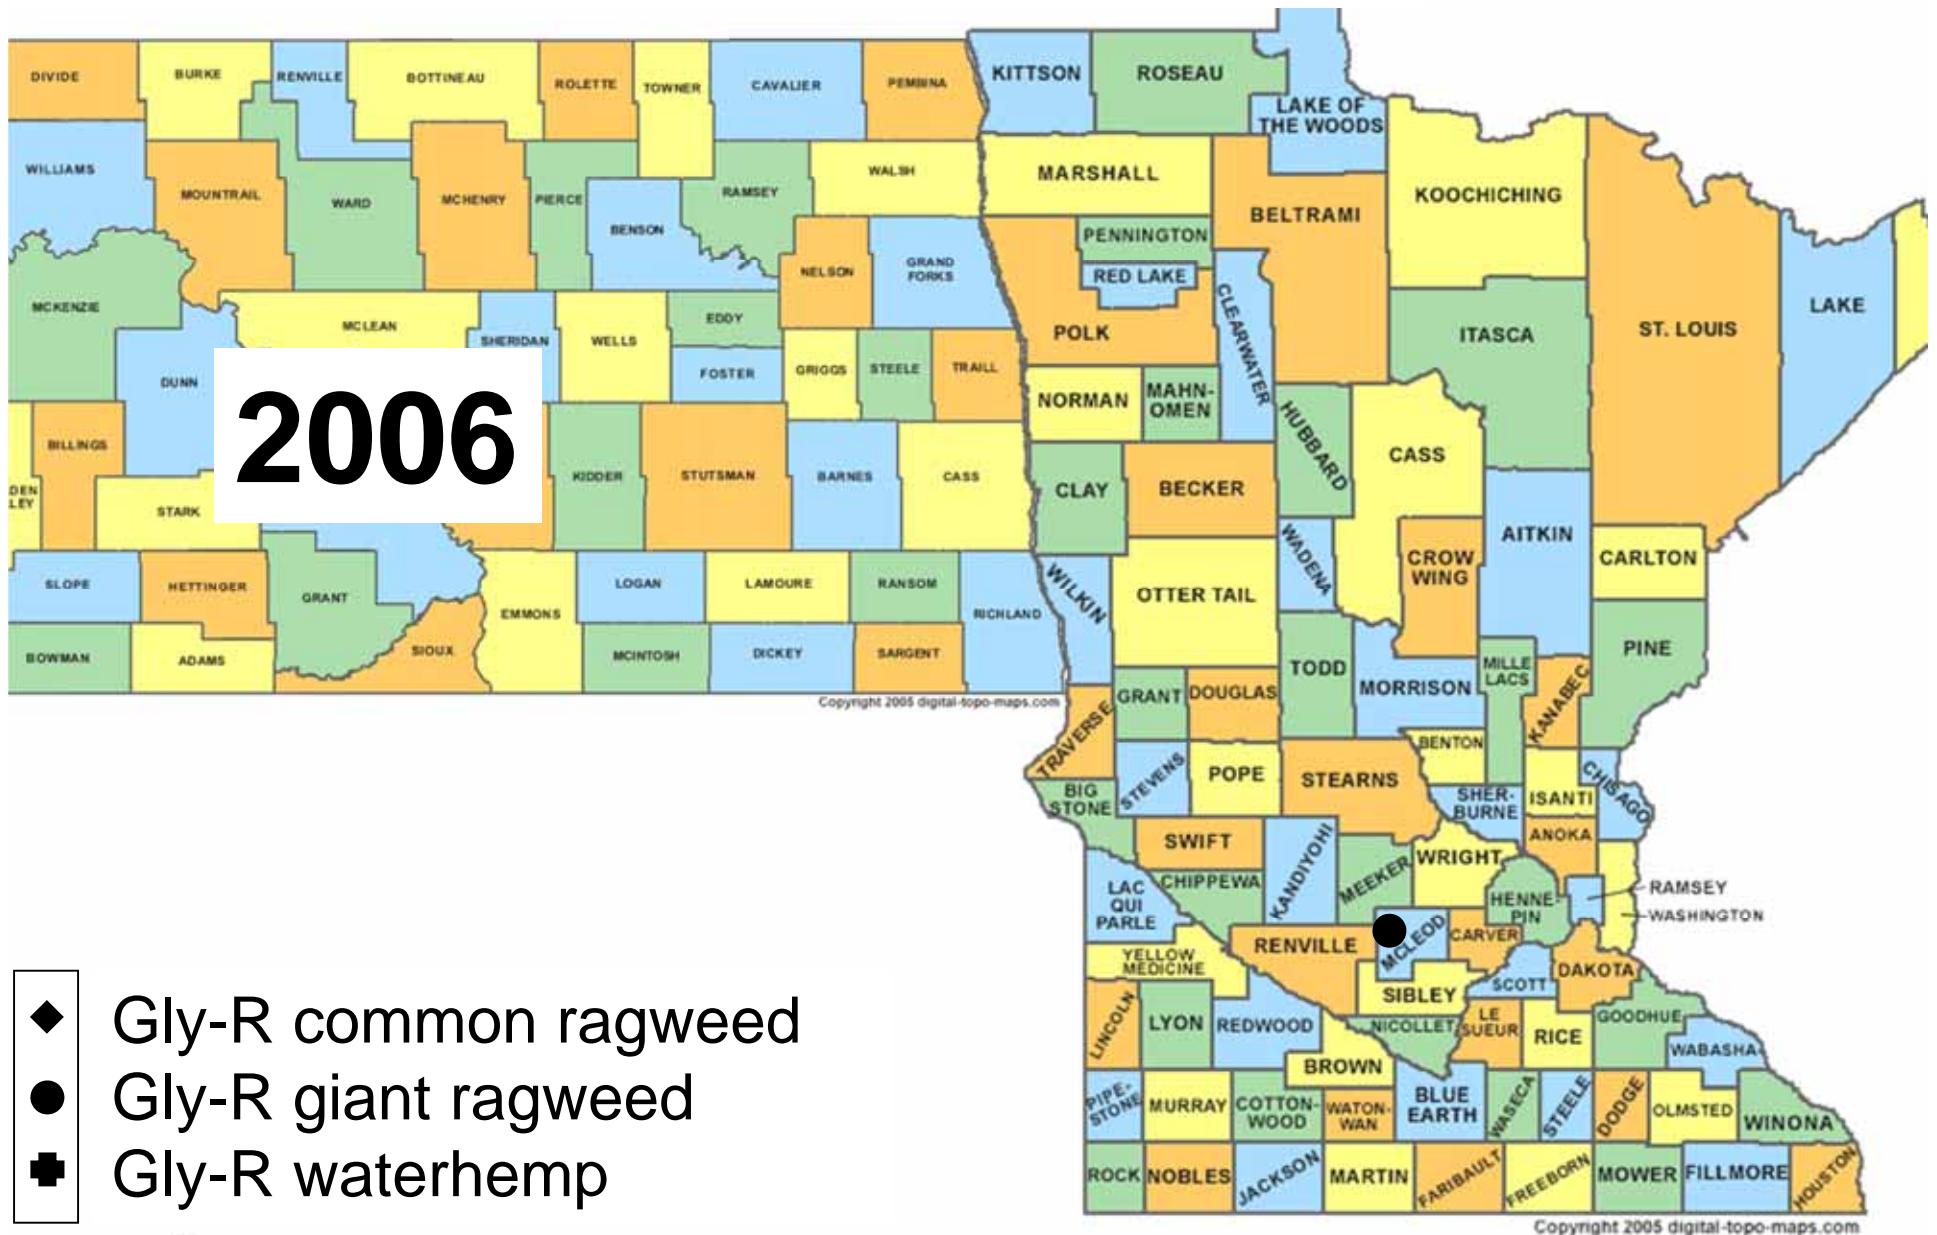 DIVIDE
BURKE
RENVILLE
BOTTINEAU
ROLETTE
TOWNER
CAVALIER
PEMBINA
WILLIAMS
MOUNTRAIL
WARD
MCHENRY
PIERCE
BENSON
RAMSEY
WALSH
NELSON
GRAND
FORKS
MCKENZIE
MCLEAN
SHERIDAN
WELLS
EDDY
FOSTER
GRIGGS
STEELE
TRAILL
DUNN
2006
BILLINGS
DEN
LEY
STARK
KIDDER
STUTSMAN
BARNES
CASS
SLOPE
HETTINGER
GRANT
EMMONS
LOGAN
LAMOURE
RANSOM
RICHLAND
BOWMAN
ADAMS
SIOUX
MCINTOSH
DICKEY
SARGENT
Copyright 2005 digital-topo-maps.com
KITTSON
ROSEAU
LAKE OF
THE WOODS
MARSHALL
BELTRAMI
KOOCHICHING
PENNINGTON
RED LAKE
POLK
CLEARWATER
ITASCA
ST. LOUIS
LAKE
NORMAN
MAHN-
OMEN
HUBBARD
CASS
CLAY
BECKER
WADENA
CROW
WING
AITKIN
CARLTON
WILKIN
OTTER TAIL
TODD
MORRISON
MILLE
LACS
KANABEC
PINE
GRANT
DOUGLAS
TRAVERSE
BENTON
STEVENS
POPE
STEARNS
BIG
STONE
SHER-
BURNE
ISANTI
CHISAGO
SWIFT
KANDIYOHI
MEEKER
WRIGHT
ANOKA
LAC
QUI
PARLE
CHIPPEWA
HENNE-
PIN
RAMSEY
WASHINGTON
RENVILLE
MCLEOD
CARVER
YELLOW
MEDICINE
SIBLEY
SCOTT
DAKOTA
LINCOLN
LYON
REDWOOD
NICOLLET
LE
SUEUR
RICE
GOODHUE
WABASHA
BROWN
PIPE-
STONE
MURRAY
COTTON-
WOOD
WATON-
WAN
BLUE
EARTH
WASECA
STEELE
DODGE
OLMSTED
WINONA
ROCK
NOBLES
JACKSON
MARTIN
FARIBAULT
FREEBORN
MOWER
FILLMORE
HOUSTON
Copyright 2005 digital-topo-maps.com
Gly-R common ragweed
Gly-R giant ragweed
Gly-R waterhemp